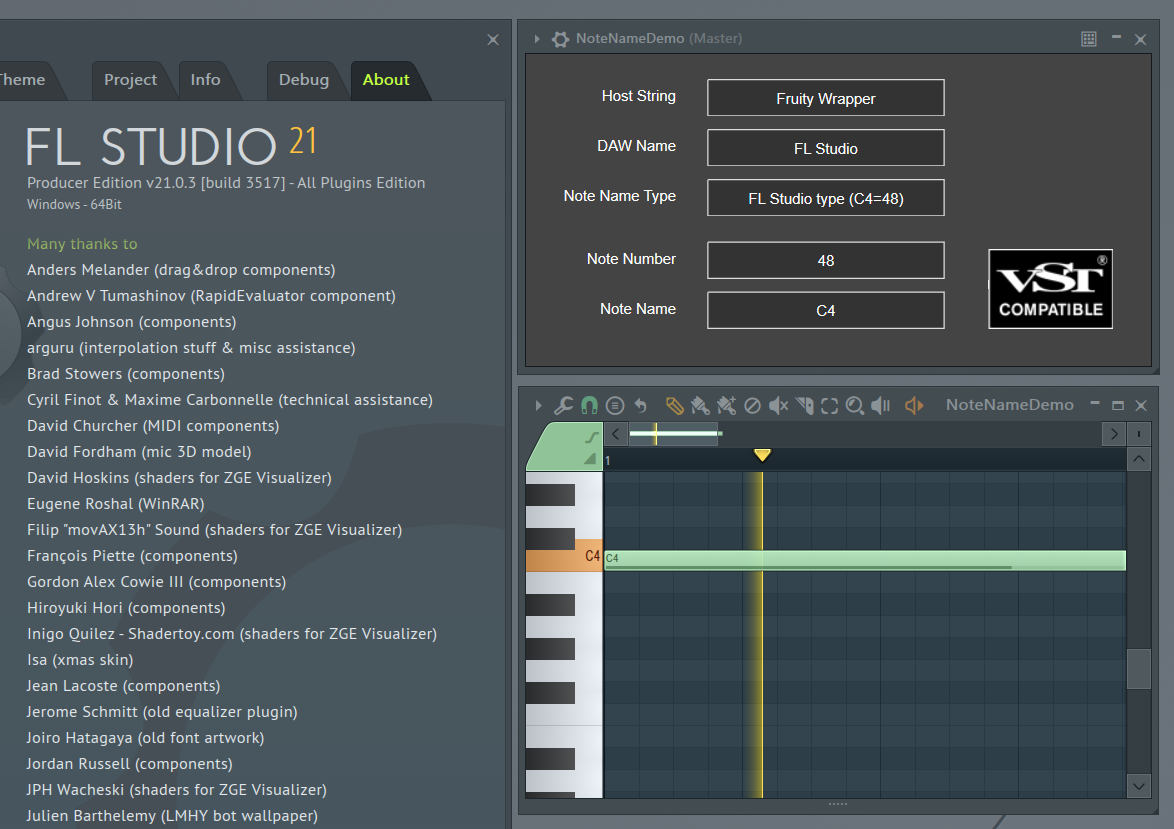 Theme
Project
Info
Debug
About
FL STUDIO 21
Producer Edition v21.0.3 [build 3517] - All Plugins Edition
Windows - 64Bit
Many thanks to
Anders Melander (drag&drop components)
Andrew V Tumashinov (RapidEvaluator component)
Angus Johnson (components)
arguru (interpolation stuff & misc assistance)
Brad Stowers (components)
Cyril Finot & Maxime Carbonnelle (technical assistance)
David Churcher (MIDI components)
David Fordham (mic 3D model)
David Hoskins (shaders for ZGE Visualizer)
Eugene Roshal (WinRAR)
Filip "movAX13h" Sound (shaders for ZGE Visualizer)
François Piette (components)
Gordon Alex Cowie III (components)
Hiroyuki Hori (components)
Inigo Quilez - Shadertoy.com (shaders for ZGE Visualizer)
Isa (xmas skin)
Jean Lacoste (components)
Jerome Schmitt (old equalizer plugin)
Joiro Hatagaya (old font artwork)
Jordan Russell (components)
JPH Wacheski (shaders for ZGE Visualizer)
Julien Barthelemy (LMHY bot wallpaper)
NoteNameDemo (Master)
Host String Fruity Wrapper
DAW Name FL Studio
Note Name Type FL Studio type (C4=48)
Note Number 48
Note Name C4
VST®
COMPATIBLE
NoteNameDemo
1
C4 C4